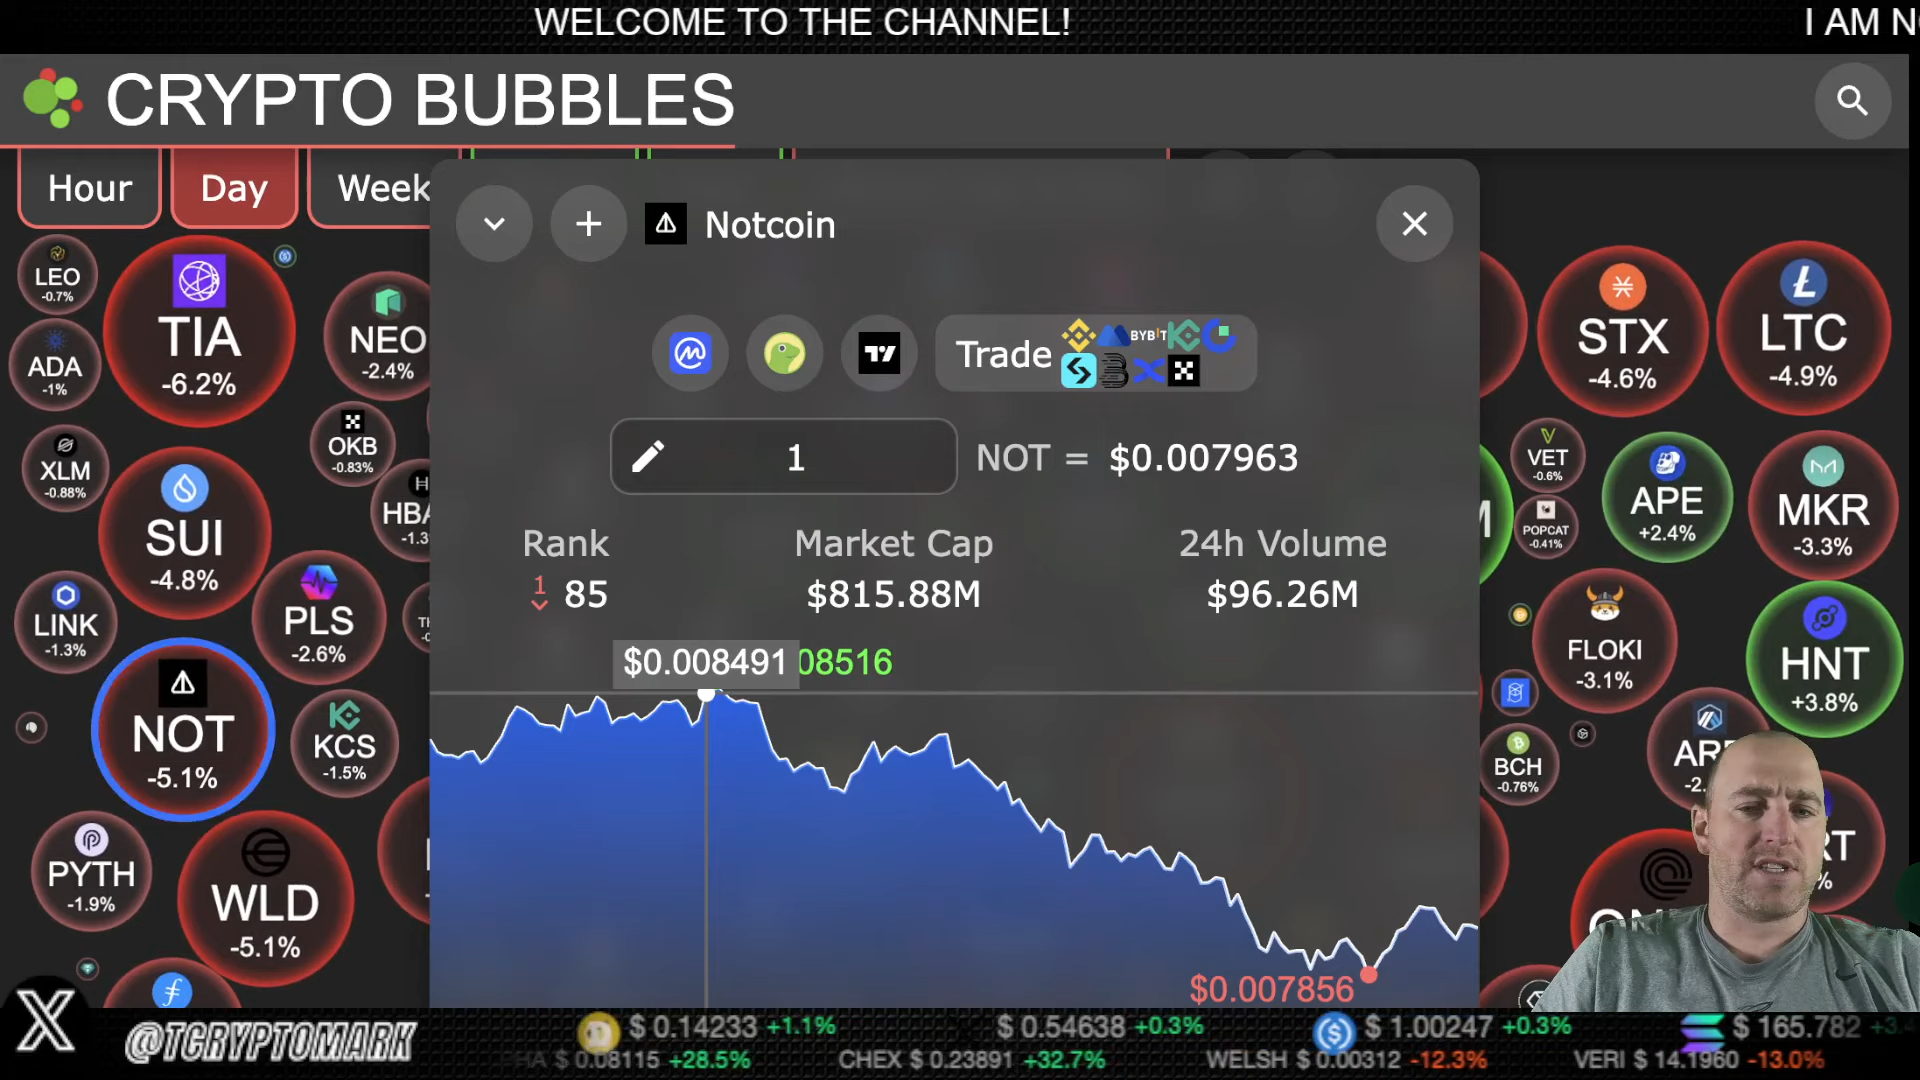 WELCOME TO THE CHANNEL!
I AM
CRYPTO BUBBLES
Hour
Day
Week
Notcoin
Trade
BYBIT
1
NOT = $0.007963
Rank
Market Cap
24h Volume
1
85
$815.88M
$96.26M
$0.008491
08516
$0.007856
LEO
-0.7%
TIA
-6.2%
NEO
-2.4%
ADA
-1%
OKB
-0.83%
XLM
-0.88%
SUI
-4.8%
HBA
-1.3
PLS
-2.6%
LINK
-1.3%
NOT
-5.1%
KCS
-1.5%
PYTH
-1.9%
WLD
-5.1%
STX
-4.6%
LTC
-4.9%
VET
-0.6%
APE
+2.4%
MKR
-3.3%
POPCAT
-0.41%
FLOKI
-3.1%
HNT
+3.8%
BCH
-0.76%
X
@TCRYPTOMARK
$ 0.14233 +1.1%
$ 0.54638 +0.3%
$ 1.00247 +0.3%
$ 165.782
$ 0.08115 +28.5%
CHEX $ 0.23891 +32.7%
WELSH $ 0.00312 -12.3%
VERI $ 14.1960 -13.0%